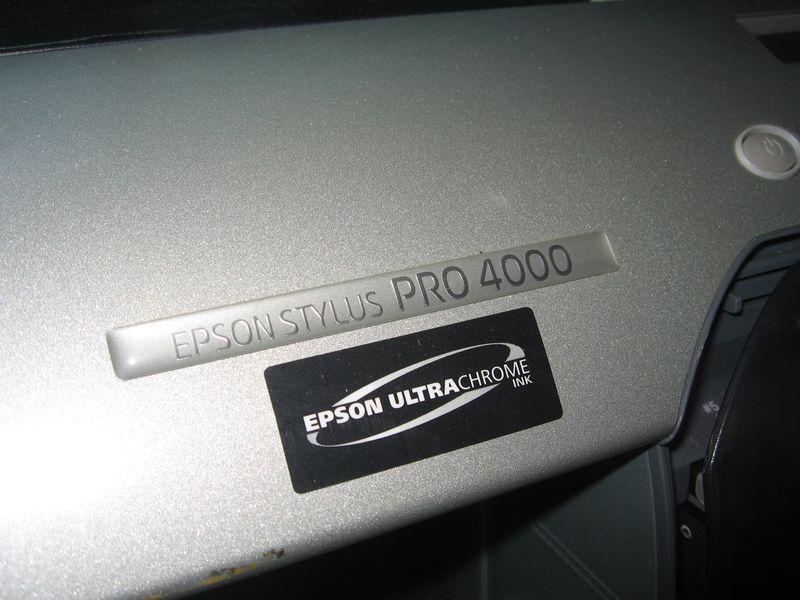 EPSON STYLUS PRO 4000
EPSON ULTRACHROME
INK